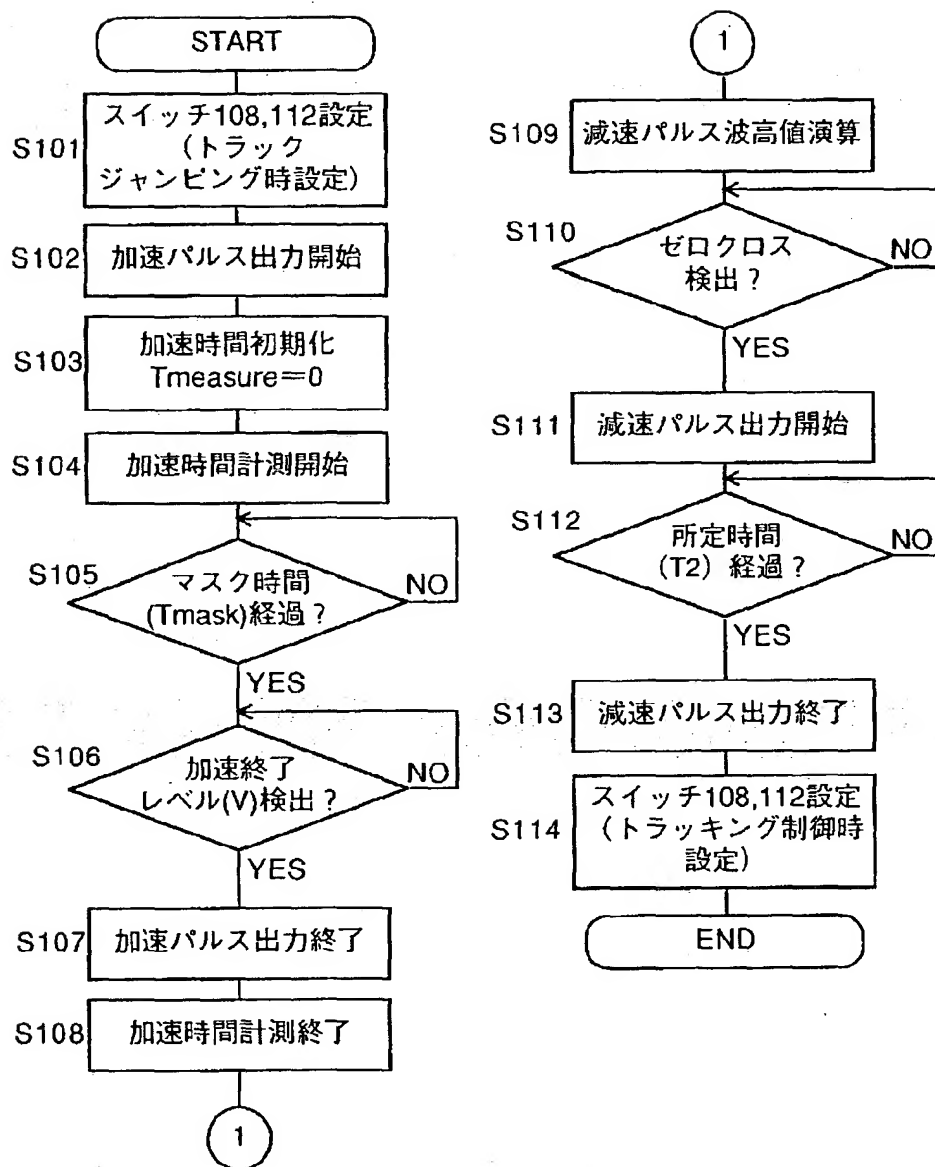 START
S101
スイッチ108,112設定
（トラック
ジャンピング時設定）
S102
加速パルス出力開始
S103
加速時間初期化
Tmeasure＝0
S104
加速時間計測開始
S105
マスク時間
(Tmask)経過？
NO
YES
S106
加速終了
レベル(V)検出？
NO
YES
S107
加速パルス出力終了
S108
加速時間計測終了
1
1
S109
減速パルス波高値演算
S110
ゼロクロス
検出？
NO
YES
S111
減速パルス出力開始
S112
所定時間
（T2）経過？
NO
YES
S113
減速パルス出力終了
S114
スイッチ108,112設定
（トラッキング制御時
設定）
END